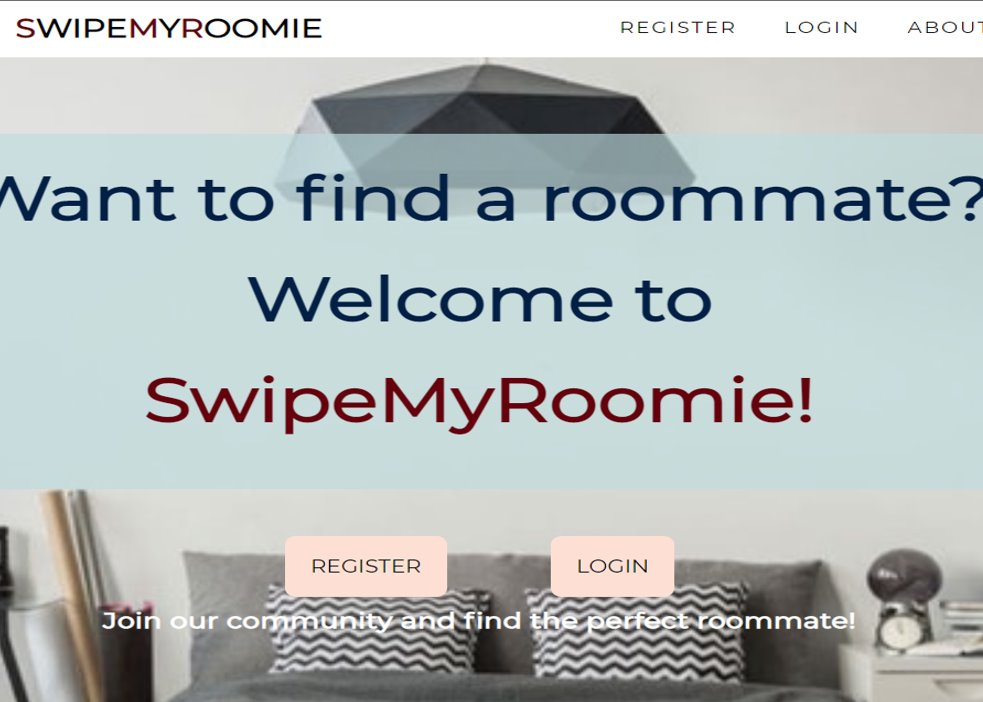 SWIPEMYROOMIE
REGISTER LOGIN ABOUT
Want to find a roommate?
Welcome to
SwipeMyRoomie!
REGISTER LOGIN
Join our community and find the perfect roommate!